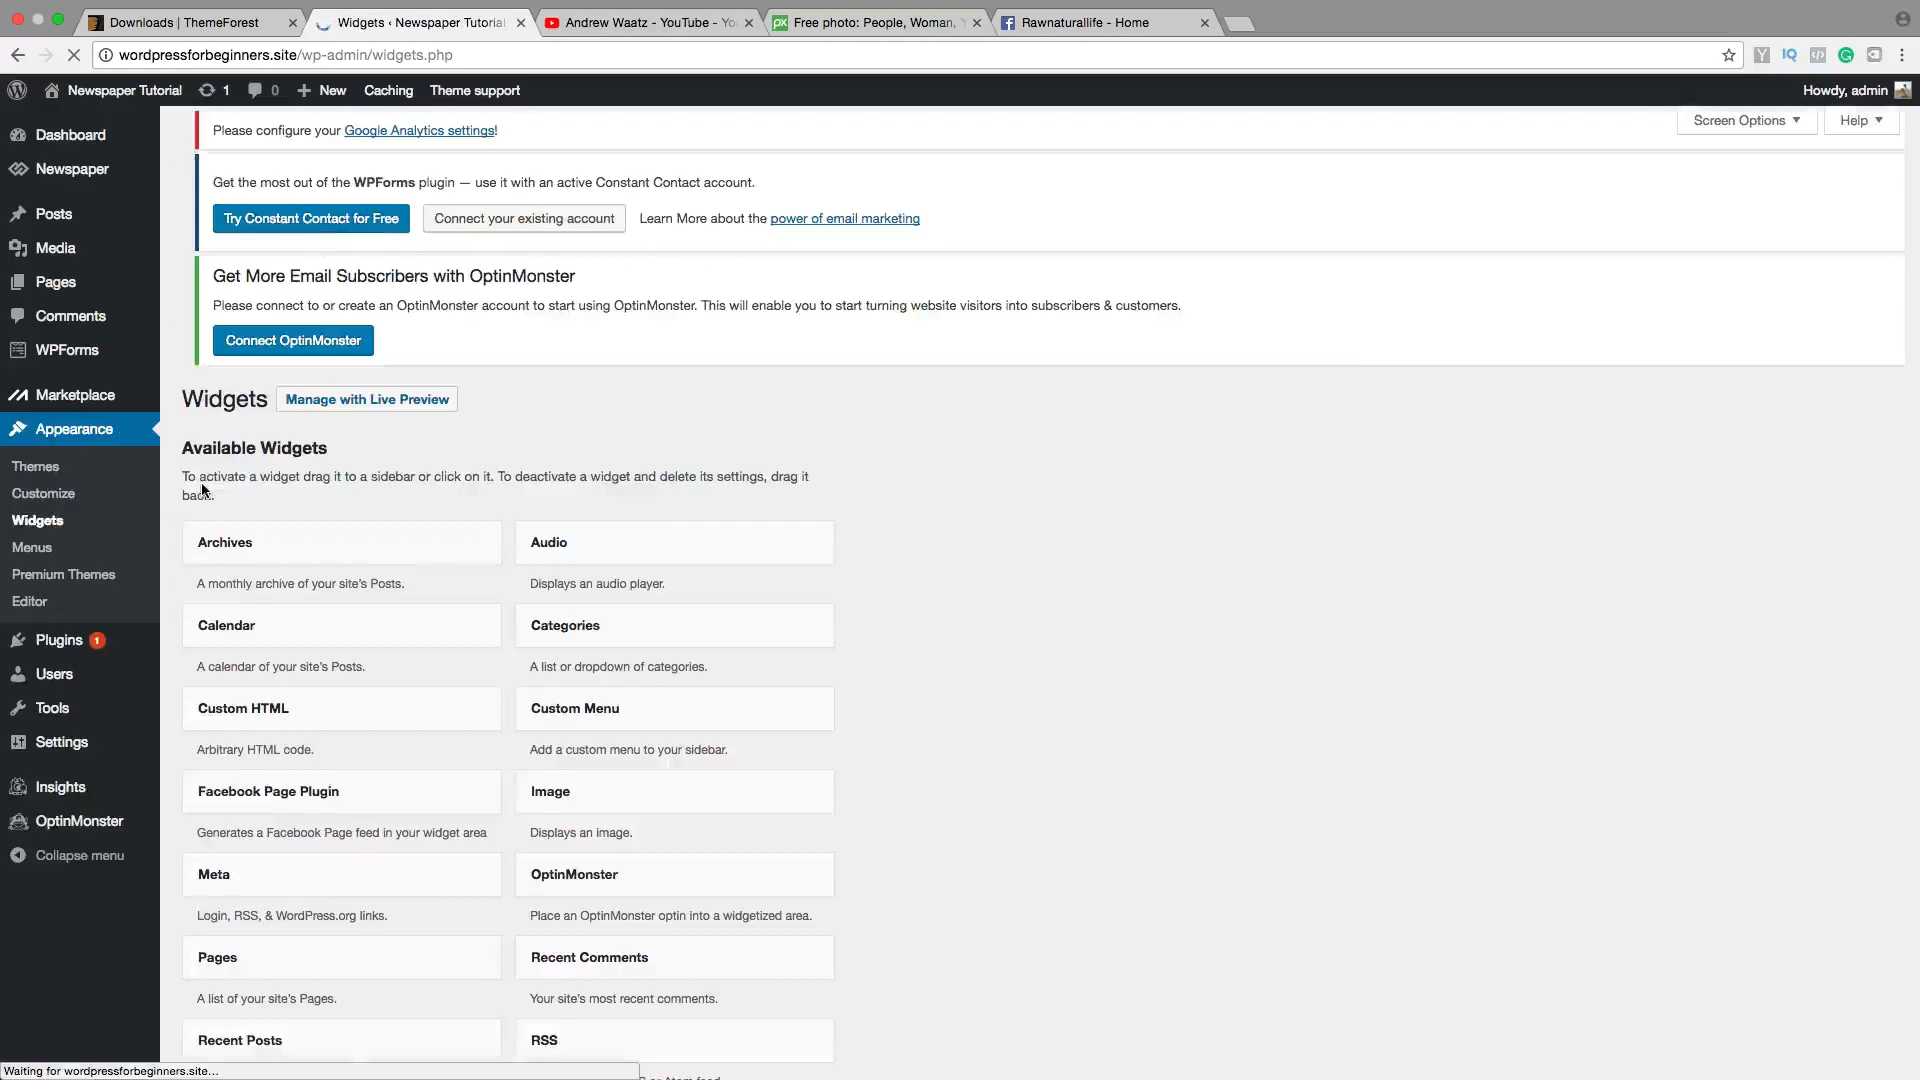 Downloads | ThemeForest
Widgets ‹ Newspaper Tutorial
Andrew Waatz - YouTube - Yo
Free photo: People, Woman, Y
Rawnaturallife - Home
wordpressforbeginners.site/wp-admin/widgets.php
Newspaper Tutorial 1 0 New Caching Theme support Howdy, admin
Dashboard
Newspaper
Posts
Media
Pages
Comments
WPForms
Marketplace
Appearance
Themes
Customize
Widgets
Menus
Premium Themes
Editor
Plugins 1
Users
Tools
Settings
Insights
OptinMonster
Collapse menu
Please configure your Google Analytics settings!
Screen Options
Help
Get the most out of the WPForms plugin — use it with an active Constant Contact account.
Try Constant Contact for Free
Connect your existing account
Learn More about the power of email marketing
Get More Email Subscribers with OptinMonster
Please connect to or create an OptinMonster account to start using OptinMonster. This will enable you to start turning website visitors into subscribers & customers.
Connect OptinMonster
Widgets
Manage with Live Preview
Available Widgets
To activate a widget drag it to a sidebar or click on it. To deactivate a widget and delete its settings, drag it
back.
Archives
A monthly archive of your site's Posts.
Audio
Displays an audio player.
Calendar
A calendar of your site's Posts.
Categories
A list or dropdown of categories.
Custom HTML
Arbitrary HTML code.
Custom Menu
Add a custom menu to your sidebar.
Facebook Page Plugin
Generates a Facebook Page feed in your widget area
Image
Displays an image.
Meta
Login, RSS, & WordPress.org links.
OptinMonster
Place an OptinMonster optin into a widgetized area.
Pages
A list of your site's Pages.
Recent Comments
Your site's most recent comments.
Recent Posts
RSS
Waiting for wordpressforbeginners.site...